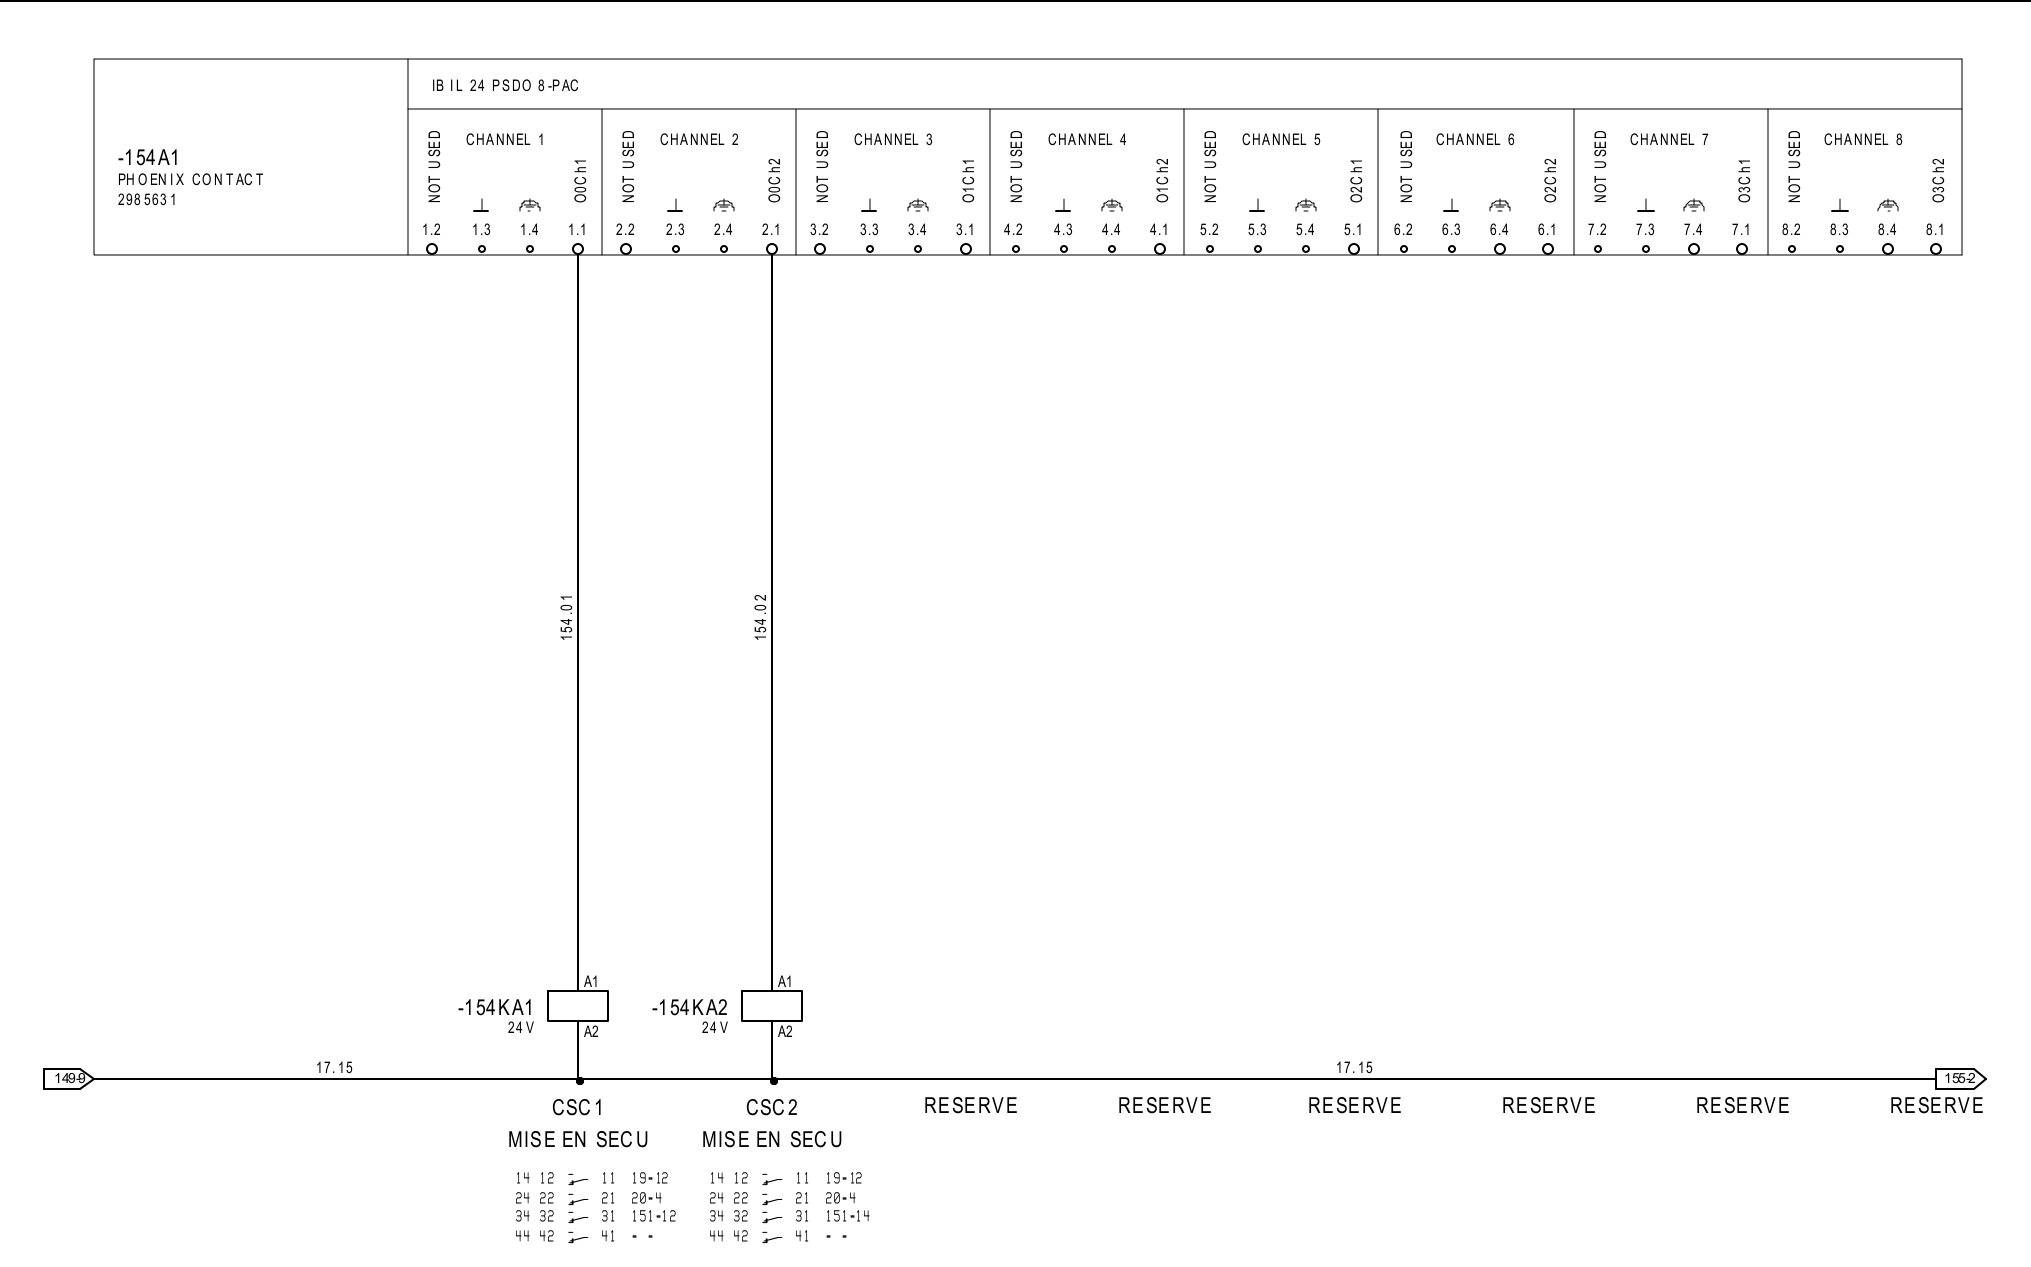 IB IL 24 PSDO 8-PAC
-154A1
PHOENIX CONTACT
2985631
CHANNEL 1 CHANNEL 2 CHANNEL 3 CHANNEL 4 CHANNEL 5 CHANNEL 6 CHANNEL 7 CHANNEL 8
NOT USED O0Ch1 NOT USED O0Ch2 NOT USED O1Ch1 NOT USED O1Ch2 NOT USED O2Ch1 NOT USED O2Ch2 NOT USED O3Ch1 NOT USED O3Ch2
1.2 1.3 1.4 1.1 2.2 2.3 2.4 2.1 3.2 3.3 3.4 3.1 4.2 4.3 4.4 4.1 5.2 5.3 5.4 5.1 6.2 6.3 6.4 6.1 7.2 7.3 7.4 7.1 8.2 8.3 8.4 8.1
154.01 154.02
A1 A1
-154KA1 -154KA2
24V 24V
A2 A2
17.15 17.15
149-9 155-2
CSC1 CSC2 RESERVE RESERVE RESERVE RESERVE RESERVE RESERVE
MISE EN SECU MISE EN SECU
14 12 11 19-12 14 12 11 19-12
24 22 21 20-4 24 22 21 20-4
34 32 31 151-12 34 32 31 151-14
44 42 41 - - 44 42 41 - -